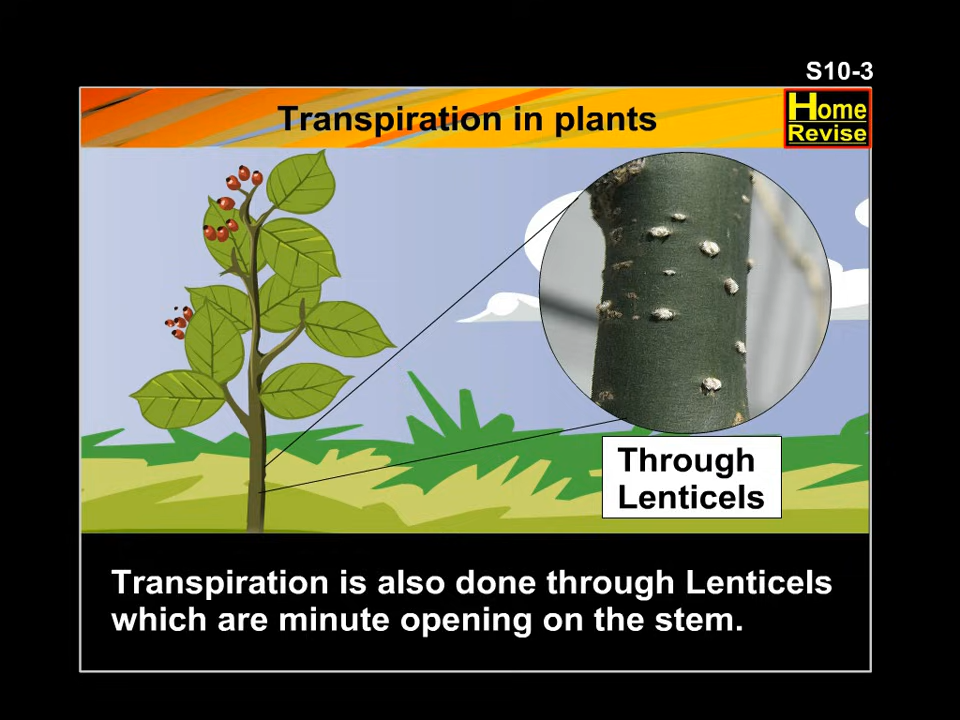 S10-3
Transpiration in plants
Home
Revise
Through
Lenticels
Transpiration is also done through Lenticels
which are minute opening on the stem.